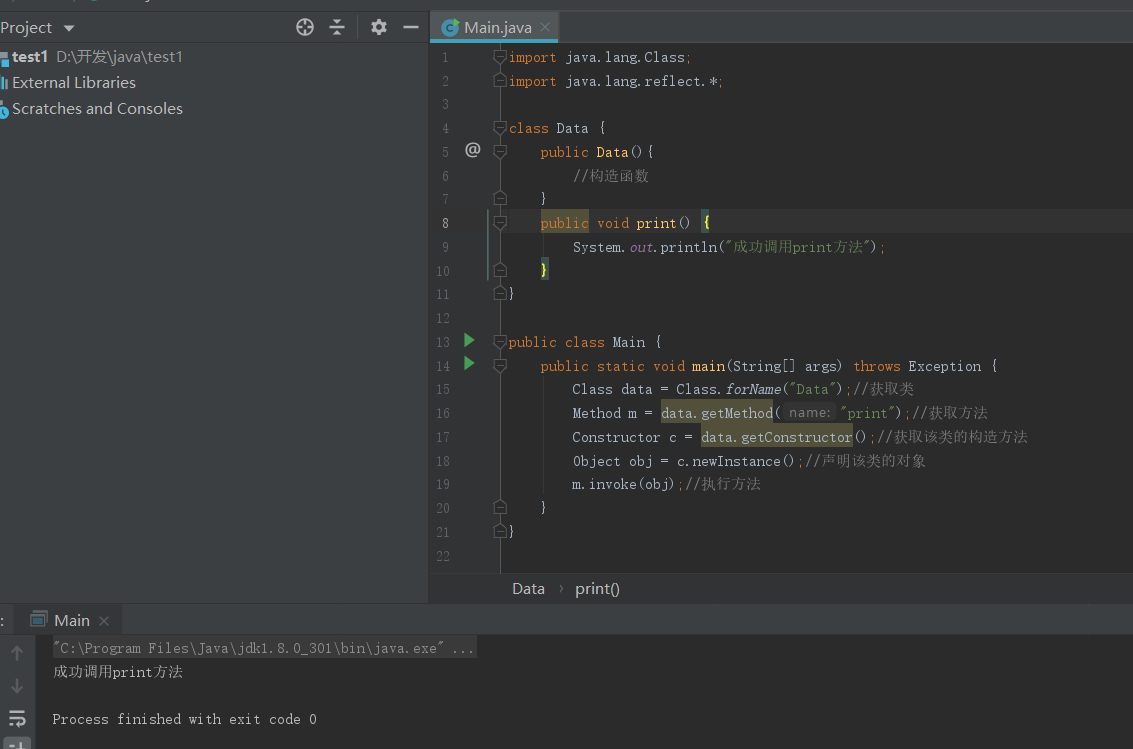 Project
test1 D:\开发\java\test1
External Libraries
Scratches and Consoles
Main.java
1 import java.lang.Class;
2 import java.lang.reflect.*;
3
4 class Data {
5 @ public Data(){
6 //构造函数
7 }
8 public void print() {
9 System.out.println("成功调用print方法");
10 }
11 }
12
13 public class Main {
14 public static void main(String[] args) throws Exception {
15 Class data = Class.forName("Data");//获取类
16 Method m = data.getMethod( name: "print");//获取方法
17 Constructor c = data.getConstructor();//获取该类的构造方法
18 Object obj = c.newInstance();//声明该类的对象
19 m.invoke(obj);//执行方法
20 }
21 }
22
Data › print()
: Main
"C:\Program Files\Java\jdk1.8.0_301\bin\java.exe" ...
成功调用print方法
Process finished with exit code 0